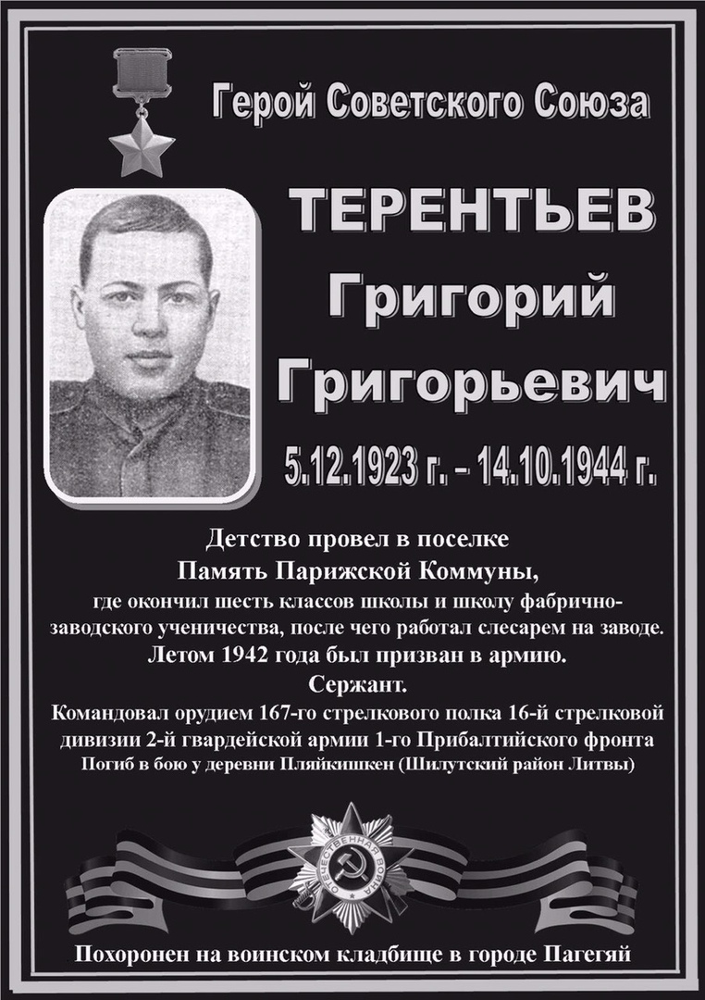 Герой Советского Союза
ТЕРЕНТЬЕВ
Григорий
Григорьевич
5.12.1923 г. – 14.10.1944 г.
Детство провел в поселке
Память Парижской Коммуны,
где окончил шесть классов школы и школу фабрично-
заводского ученичества, после чего работал слесарем на заводе.
Летом 1942 года был призван в армию.
Сержант.
Командовал орудием 167-го стрелкового полка 16-й стрелковой
дивизии 2-й гвардейской армии 1-го Прибалтийского фронта
Погиб в бою у деревни Пляйкишкен (Шилутский район Литвы)
ОТЕЧЕСТВЕННАЯ ВОЙНА
Похоронен на воинском кладбище в городе Пагегяй